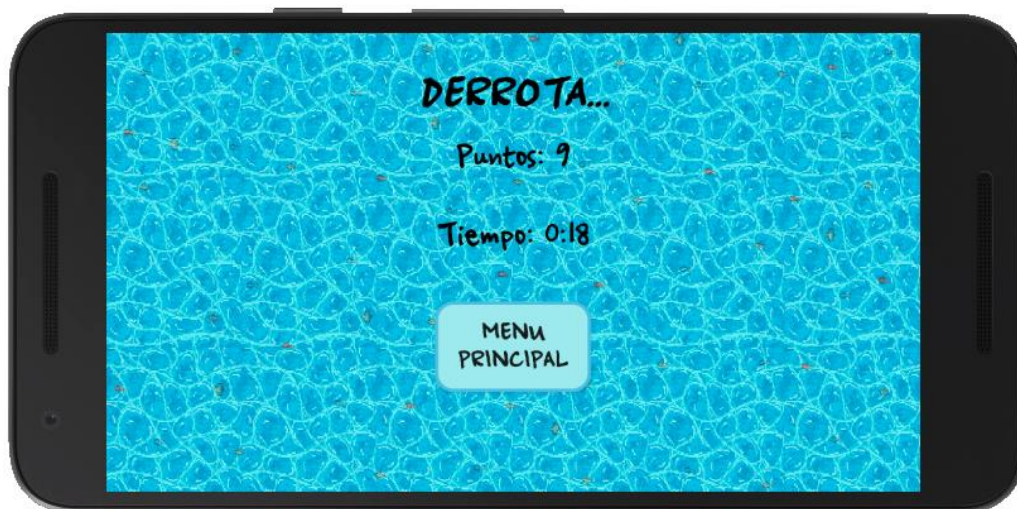 DERROTA...
Puntos: 9
Tiempo: 0:18
MENU
PRINCIPAL